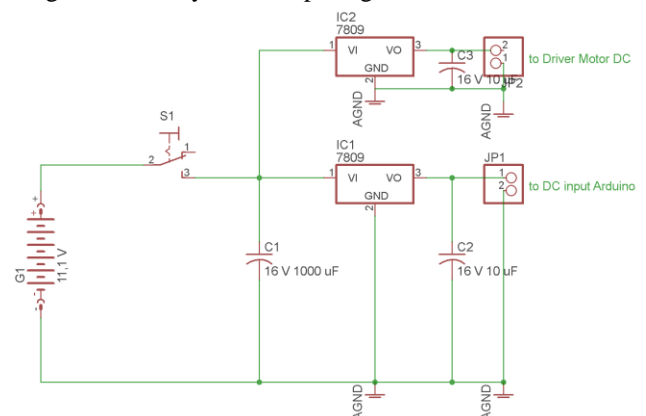 IC2
7809
1 VI VO 3
GND
2
C3
16 V 10 uF
2
1
JP2
to Driver Motor DC
AGND
AGND
S1
1
2
3
IC1
7809
1 VI VO 3
GND
2
JP1
1
2
to DC input Arduino
+
+
G1
11,1 V
-
-
C1
16 V 1000 uF
C2
16 V 10 uF
AGND
AGND